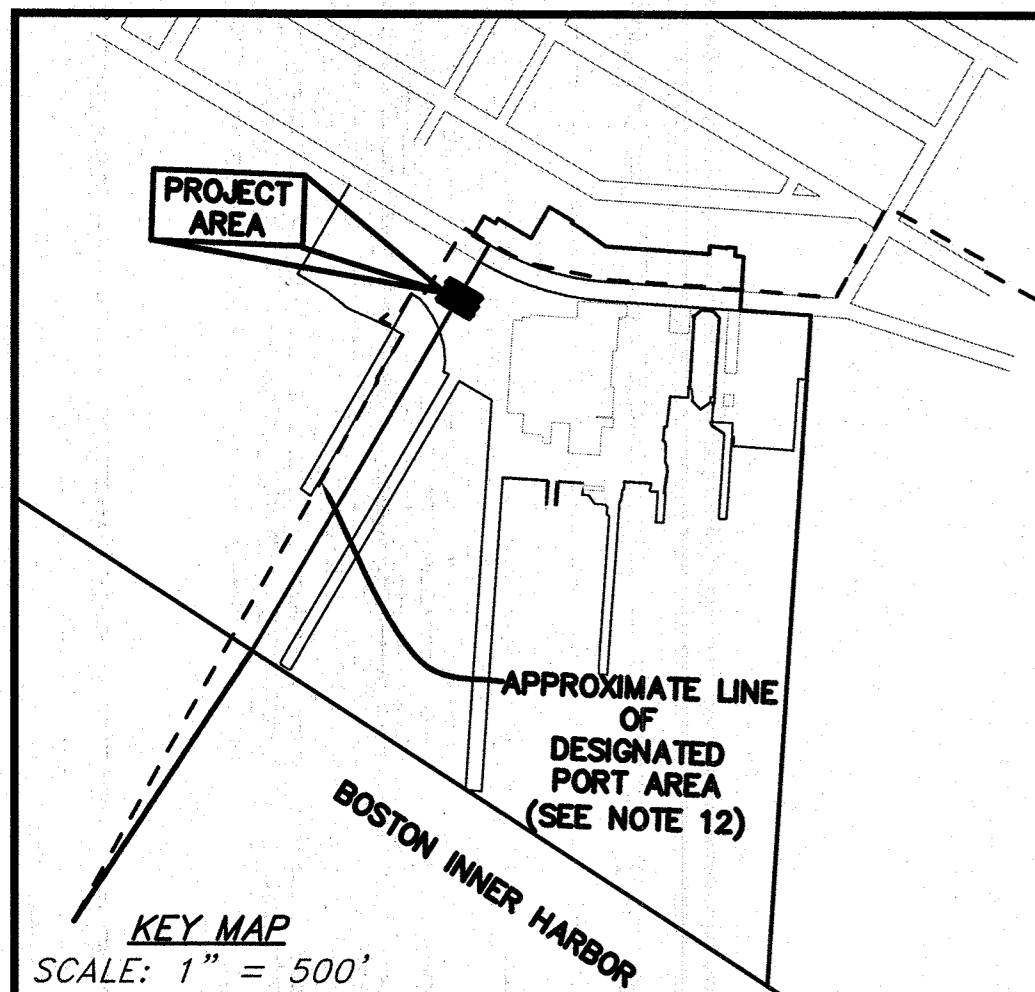 PROJECT
AREA
APPROXIMATE LINE
OF
DESIGNATED
PORT AREA
(SEE NOTE 12)
BOSTON INNER HARBOR
KEY MAP
SCALE: 1" = 500'